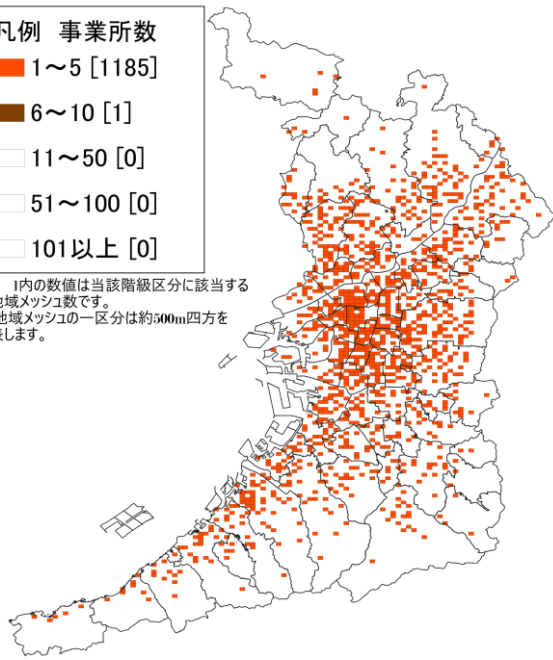 凡例 事業所数
1〜5 [1185]
6〜10 [1]
11〜50 [0]
51〜100 [0]
101以上 [0]
]内の数値は当該階級区分に該当する
地域メッシュ数です。
地域メッシュの一区分は約500m四方を
表します。